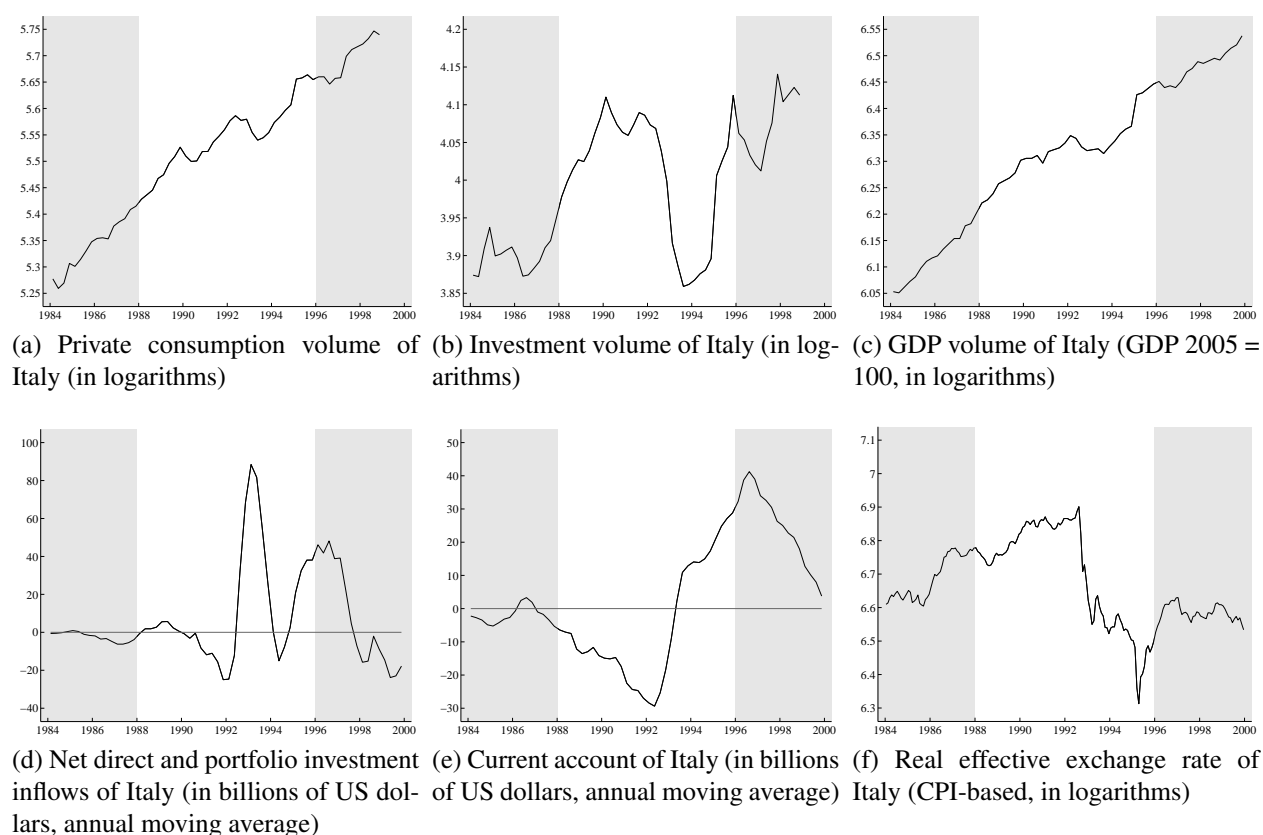 5.75
5.7
5.65
5.6
5.55
5.5
5.45
5.4
5.35
5.3
5.25
1984 1986 1988 1990 1992 1994 1996 1998 2000
4.2
4.15
4.1
4.05
4
3.95
3.9
3.85
1984 1986 1988 1990 1992 1994 1996 1998 2000
6.55
6.5
6.45
6.4
6.35
6.3
6.25
6.2
6.15
6.1
6.05
1984 1986 1988 1990 1992 1994 1996 1998 2000
(a) Private consumption volume of
Italy (in logarithms)
(b) Investment volume of Italy (in log-
arithms)
(c) GDP volume of Italy (GDP 2005 =
100, in logarithms)
100
80
60
40
20
0
−20
−40
1984 1986 1988 1990 1992 1994 1996 1998 2000
50
40
30
20
10
0
−10
−20
−30
1984 1986 1988 1990 1992 1994 1996 1998 2000
7.1
7
6.9
6.8
6.7
6.6
6.5
6.4
6.3
1984 1986 1988 1990 1992 1994 1996 1998 2000
(d) Net direct and portfolio investment
inflows of Italy (in billions of US dol-
lars, annual moving average)
(e) Current account of Italy (in billions
of US dollars, annual moving average)
(f) Real effective exchange rate of
Italy (CPI-based, in logarithms)